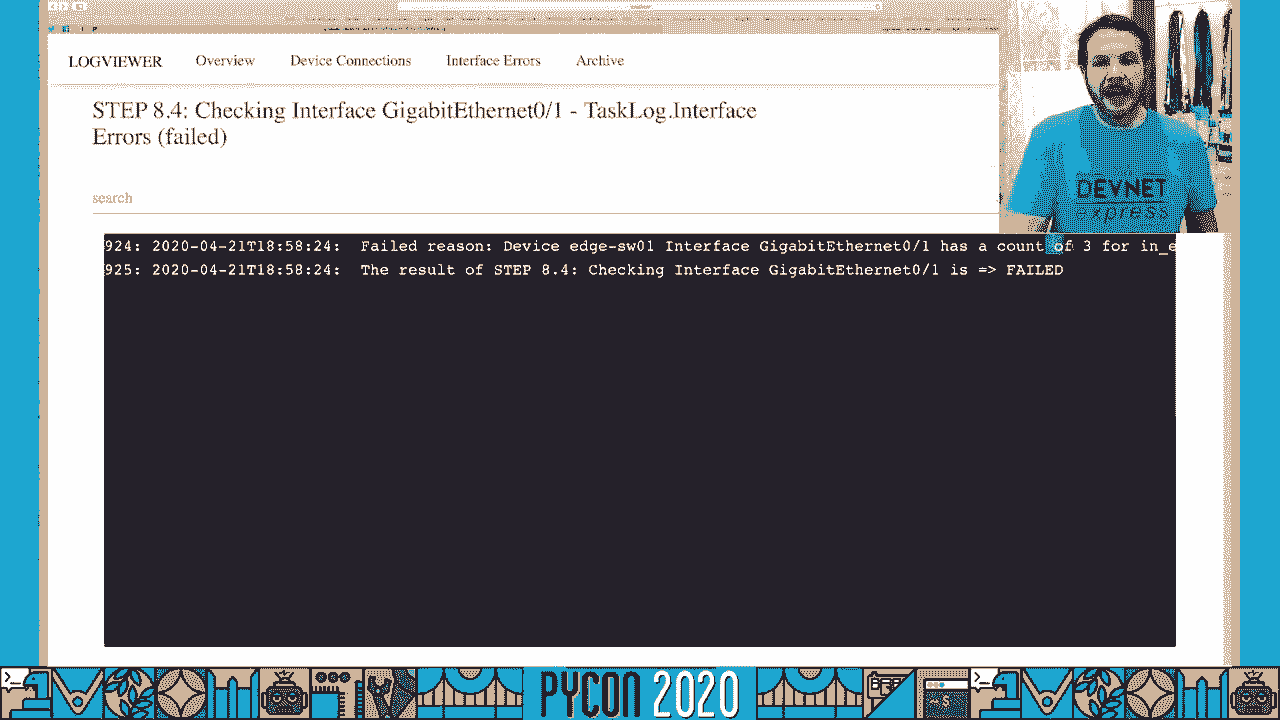 LOGVIEWER Overview Device Connections Interface Errors Archive
STEP 8.4: Checking Interface GigabitEthernet0/1 - TaskLog.Interface
Errors (failed)
search
DEVNET
express
924: 2020-04-21T18:58:24: Failed reason: Device edge-sw01 Interface GigabitEthernet0/1 has a count of 3 for in_e
925: 2020-04-21T18:58:24: The result of STEP 8.4: Checking Interface GigabitEthernet0/1 is => FAILED
PYCON 2020